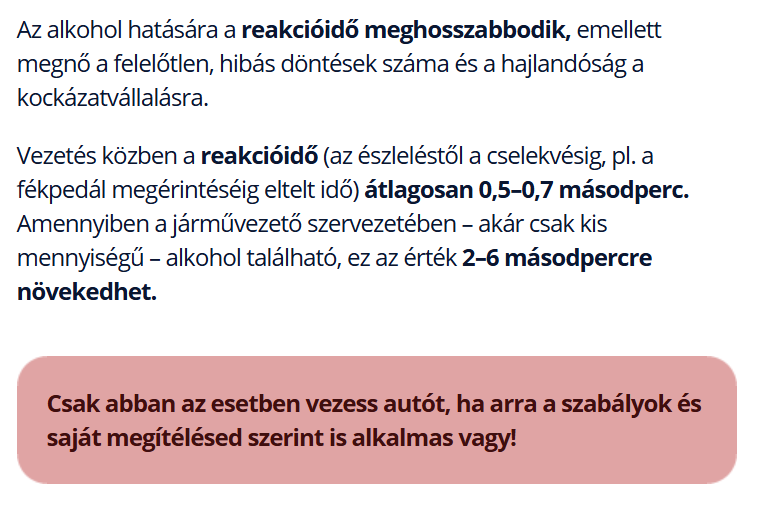 Az alkohol hatására a reakcióidő meghosszabbodik, emellett
megnő a felelőtlen, hibás döntések száma és a hajlandóság a
kockázatvállalásra.
Vezetés közben a reakcióidő (az észleléstől a cselekvésig, pl. a
fékpedál megérintéséig eltelt idő) átlagosan 0,5–0,7 másodperc.
Amennyiben a járművezető szervezetében – akár csak kis
mennyiségű – alkohol található, ez az érték 2–6 másodpercre
növekedhet.
Csak abban az esetben vezess autót, ha arra a szabályok és
saját megítélésed szerint is alkalmas vagy!